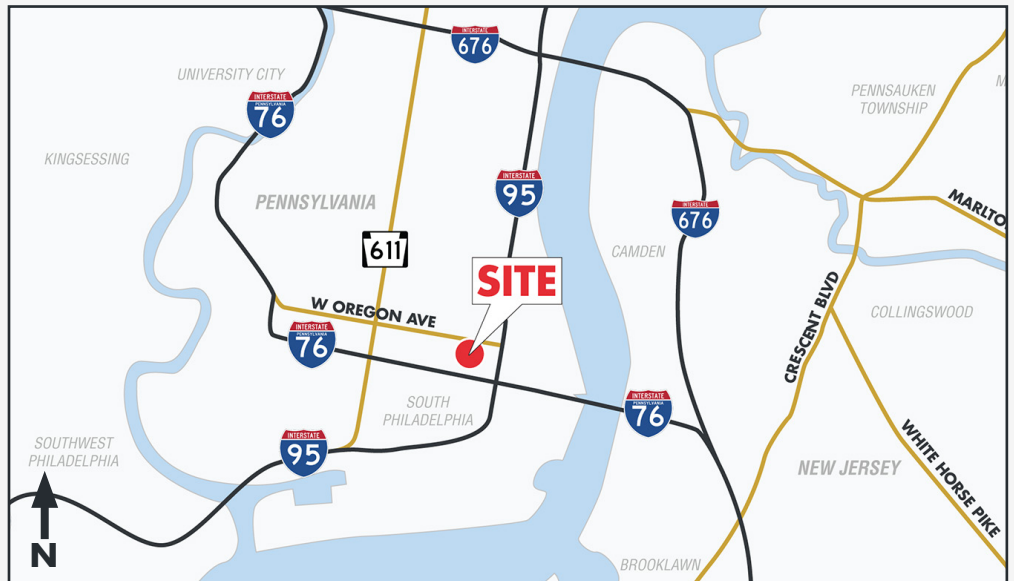 INTERSTATE
676
UNIVERSITY CITY
INTERSTATE
PENNSYLVANIA
76
PENNSAUKEN
TOWNSHIP
M
KINGSESSING
INTERSTATE
95
PENNSYLVANIA
INTERSTATE
676
MARLTO
611
CAMDEN
SITE
W OREGON AVE
CRESCENT BLVD
COLLINGSWOOD
INTERSTATE
PENNSYLVANIA
76
SOUTH
PHILADELPHIA
INTERSTATE
PENNSYLVANIA
76
INTERSTATE
95
SOUTHWEST
PHILADELPHIA
NEW JERSEY
WHITE HORSE PIKE
N
BROOKLAWN